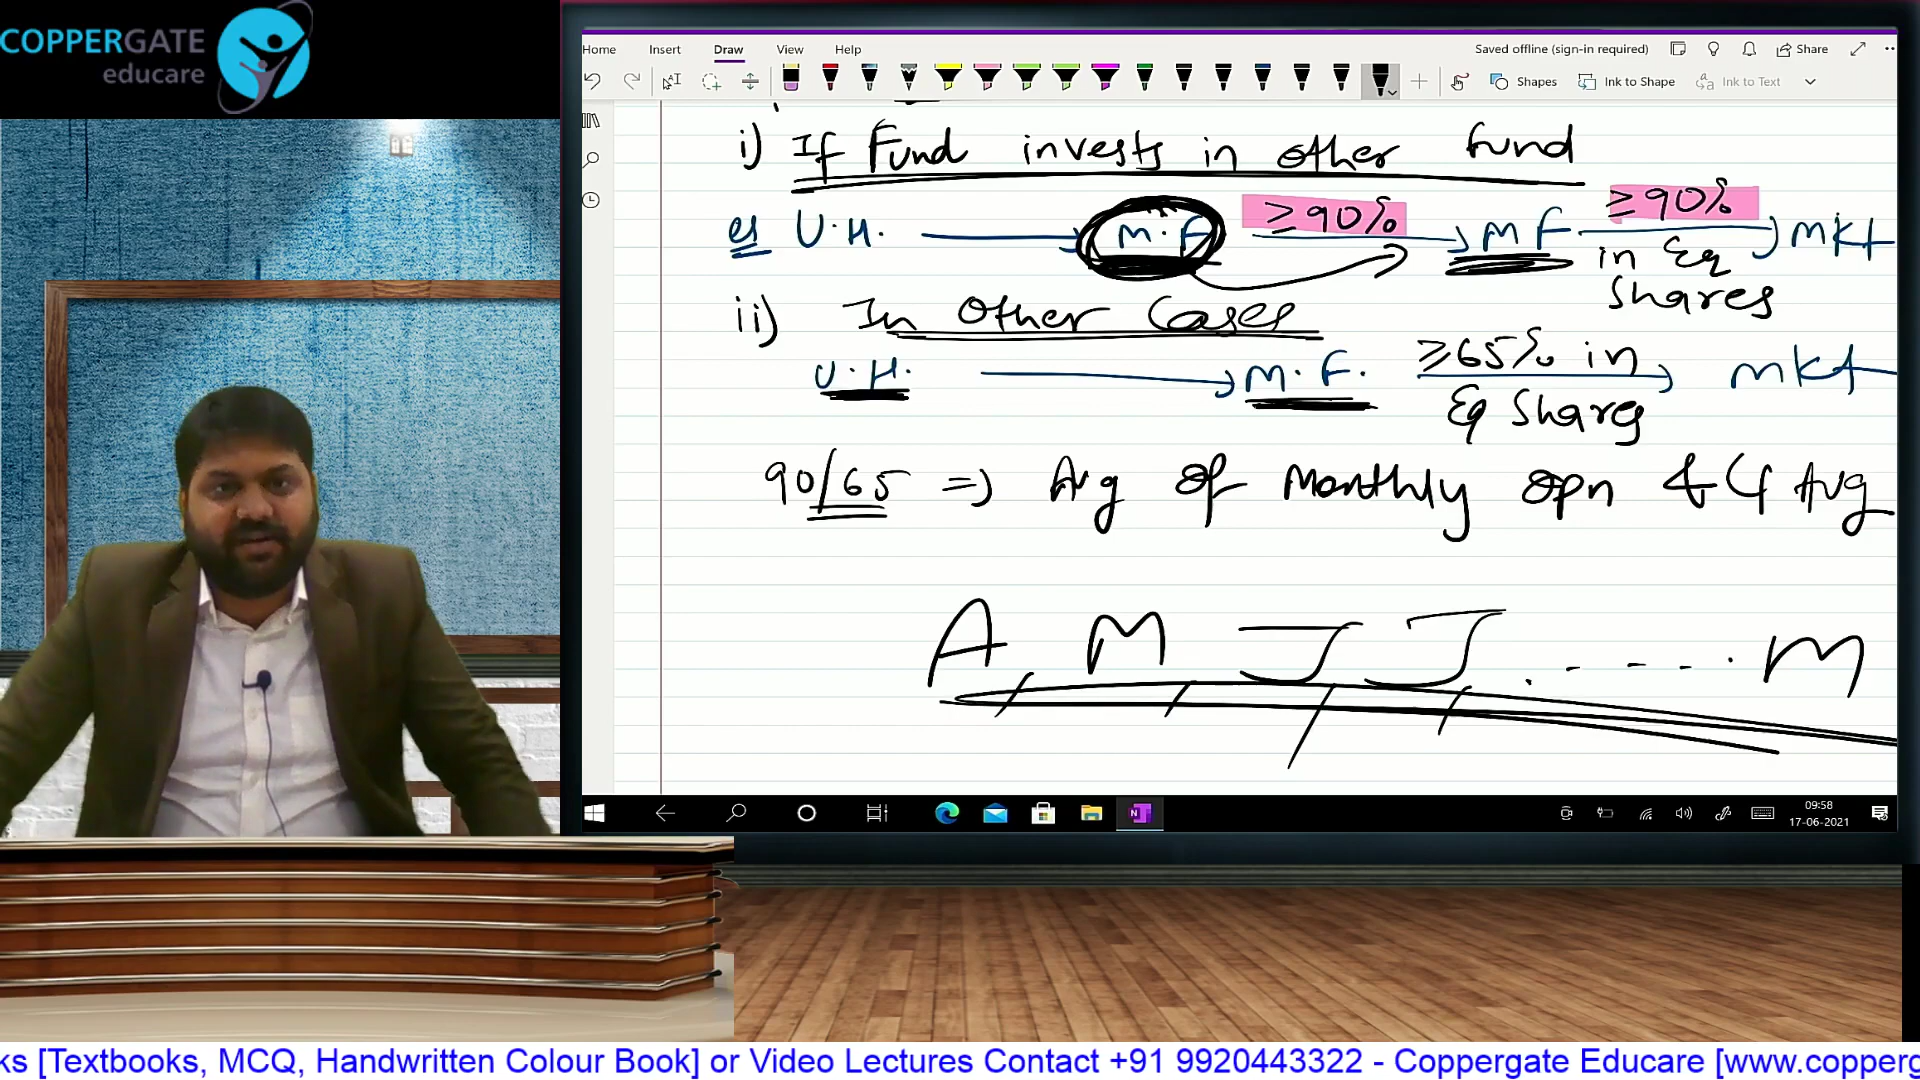 COPPERGATE
educare
Home Insert Draw View Help Saved offline (sign-in required) Share
Shapes Ink to Shape Ink to Text
i) If Fund invests in other fund
eg U.H. M.F ≥90% MF ≥90% mkt
in Eq
Shares
ii) In Other Cases
U.H. M.F. ≥65% in mkt
Eq Shares
90/65 => Avg of Monthly opn & Cl Avg
A M J J . - - - . M
09:58
17-06-2021
ks [Textbooks, MCQ, Handwritten Colour Book] or Video Lectures Contact +91 9920443322 - Coppergate Educare [www.copperg